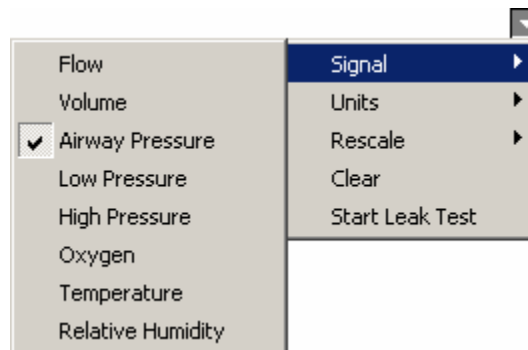 Flow
Volume
Airway Pressure
Low Pressure
High Pressure
Oxygen
Temperature
Relative Humidity
Signal
Units
Rescale
Clear
Start Leak Test